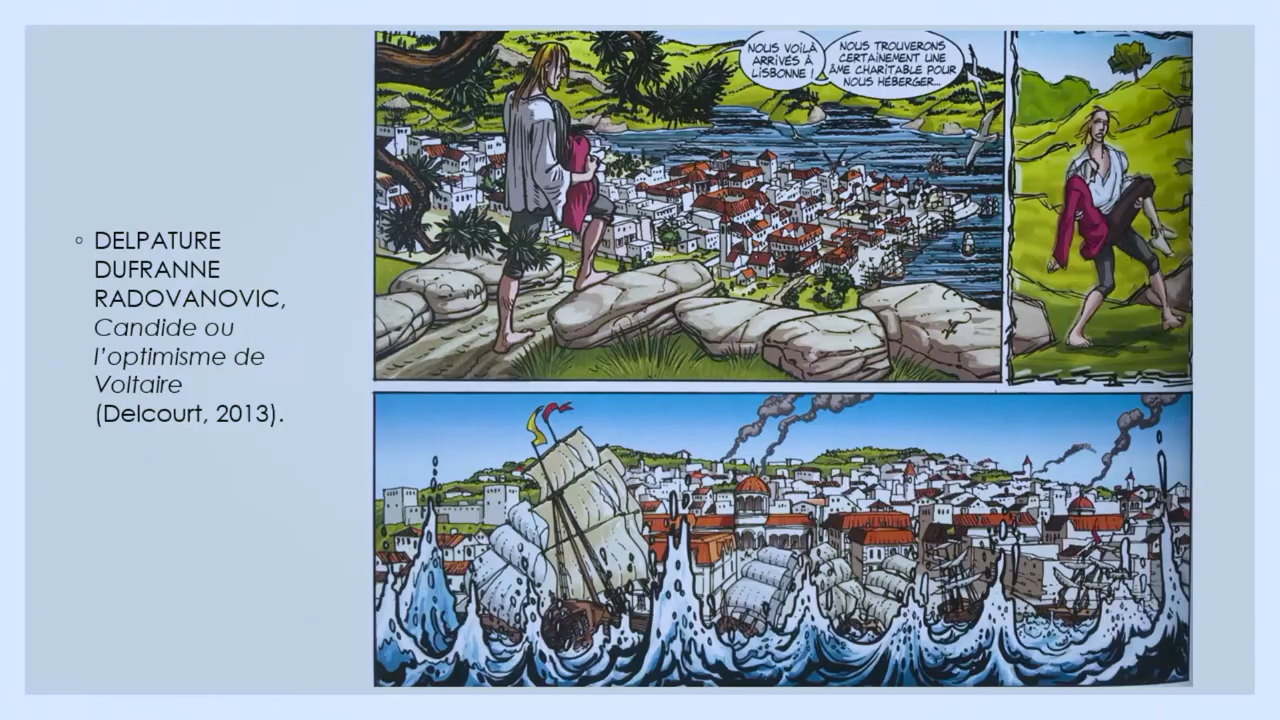 DELPATURE
DUFRANNE
RADOVANOVIC,
Candide ou
l'optimisme de
Voltaire
(Delcourt, 2013).
NOUS VOILÀ
ARRIVÉS À
LISBONNE !
NOUS TROUVERONS
CERTAINEMENT UNE
ÂME CHARITABLE POUR
NOUS HÉBERGER...